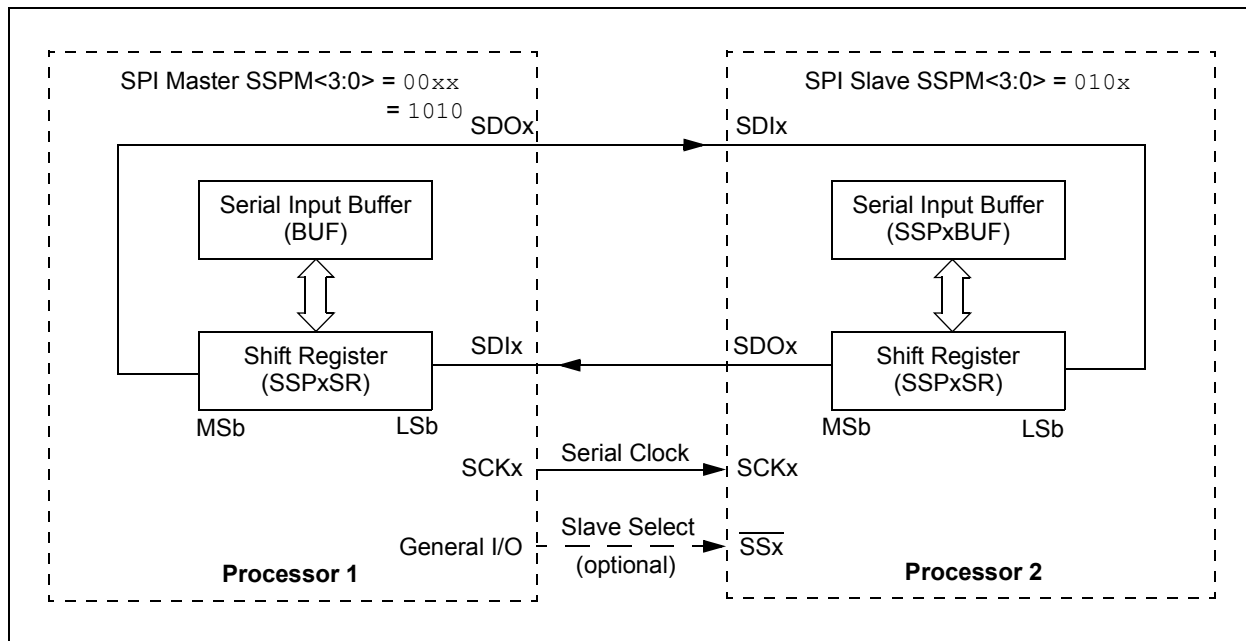 SPI Master SSPM<3:0> = 00xx
= 1010
SPI Slave SSPM<3:0> = 010x
SDOx
SDIx
Serial Input Buffer
(BUF)
Serial Input Buffer
(SSPxBUF)
Shift Register
(SSPxSR)
MSb
LSb
SDIx
SDOx
Shift Register
(SSPxSR)
MSb
LSb
SCKx
Serial Clock
SCKx
General I/O
Slave Select
(optional)
S̅S̅x̅
Processor 1
Processor 2